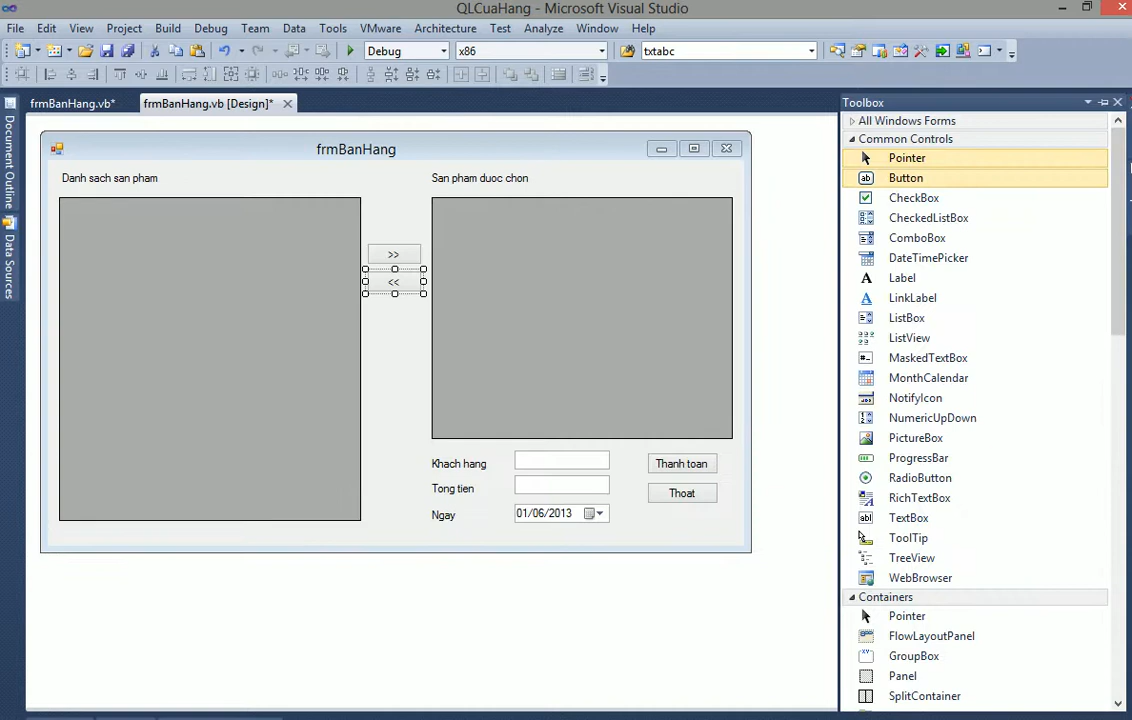 QLCuaHang - Microsoft Visual Studio
File Edit View Project Build Debug Team Data Tools VMware Architecture Test Analyze Window Help
Debug x86 txtabc
frmBanHang.vb* frmBanHang.vb [Design]*
Document Outline
Data Sources
frmBanHang
Danh sach san pham
San pham duoc chon
>>
<<
Khach hang
Thanh toan
Tong tien
Thoat
Ngay
01/06/2013
Toolbox
All Windows Forms
Common Controls
Pointer
ab Button
CheckBox
CheckedListBox
ComboBox
DateTimePicker
A Label
A LinkLabel
ListBox
ListView
MaskedTextBox
MonthCalendar
NotifyIcon
NumericUpDown
PictureBox
ProgressBar
RadioButton
RichTextBox
abl TextBox
ToolTip
TreeView
WebBrowser
Containers
Pointer
FlowLayoutPanel
GroupBox
Panel
SplitContainer